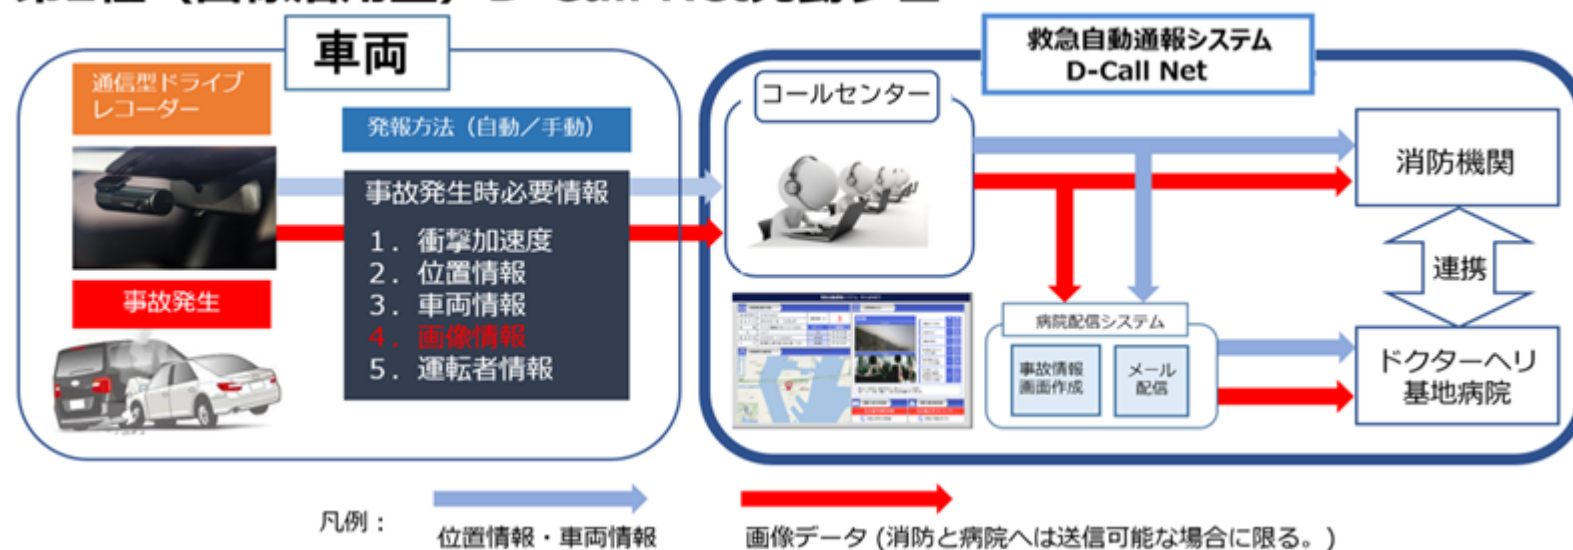 車両
通信型ドライブ
レコーダー
発報方法（自動／手動）
事故発生時必要情報
1．衝撃加速度
2．位置情報
3．車両情報
4．画像情報
5．運転者情報
事故発生
救急自動通報システム
D-Call Net
コールセンター
消防機関
連携
病院配信システム
事故情報
画面作成
メール
配信
ドクターヘリ
基地病院
凡例：
位置情報・車両情報
画像データ (消防と病院へは送信可能な場合に限る。)